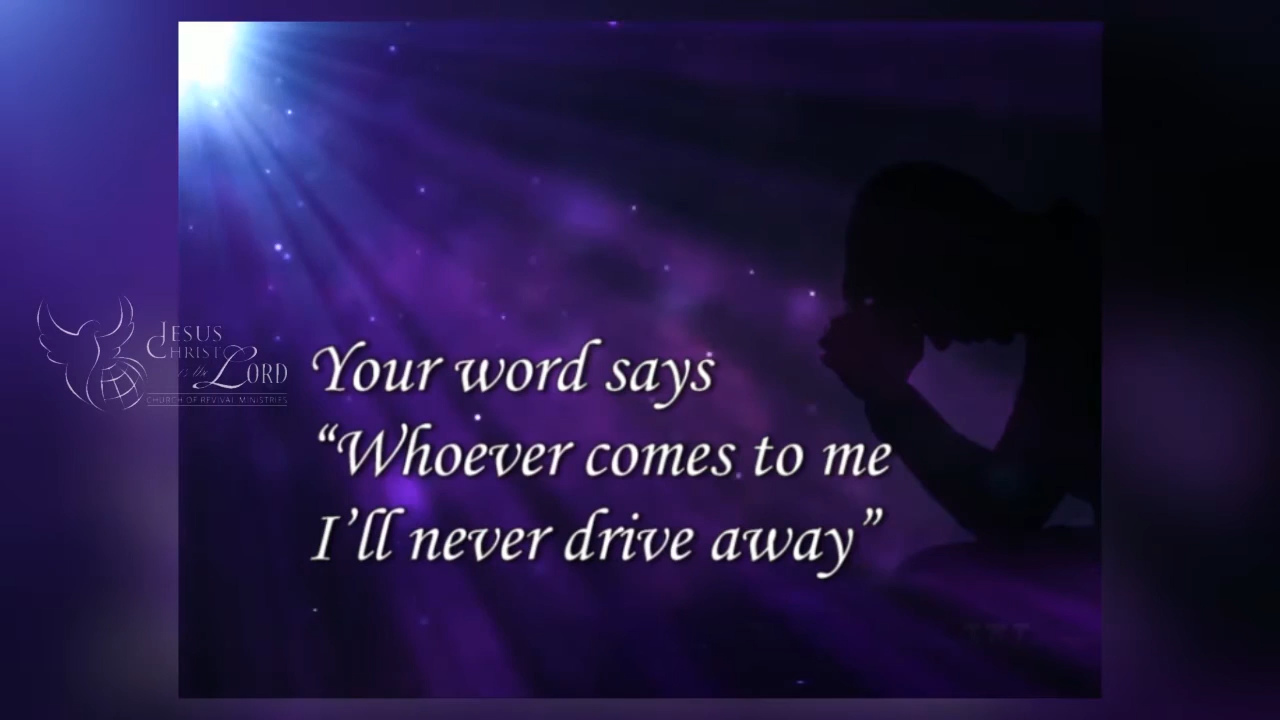 JESUS
CHRIST
is the LORD
CHURCH OF REVIVAL MINISTRIES
Your word says
“Whoever comes to me
I’ll never drive away”